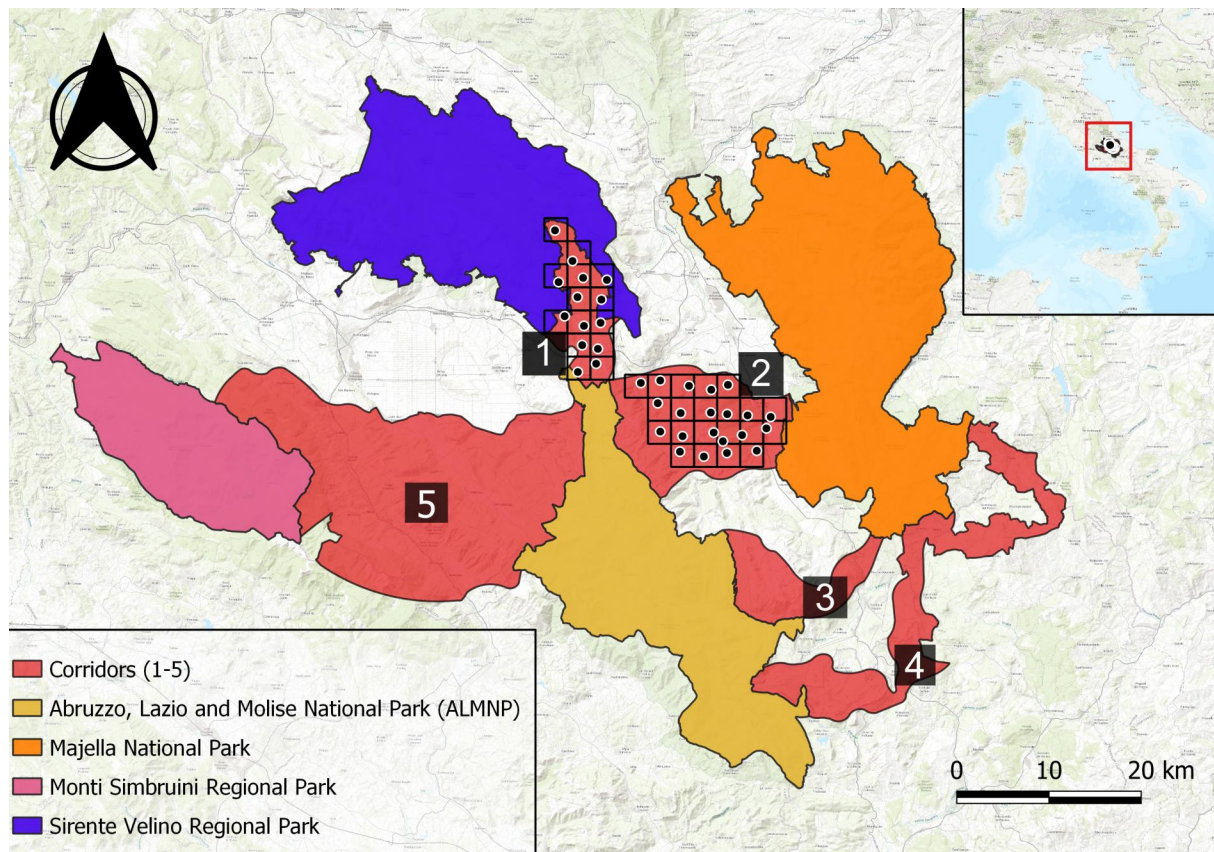 1
2
5
3
4
Corridors (1-5)
Abruzzo, Lazio and Molise National Park (ALMNP)
Majella National Park
Monti Simbruini Regional Park
Sirente Velino Regional Park
0 10 20 km